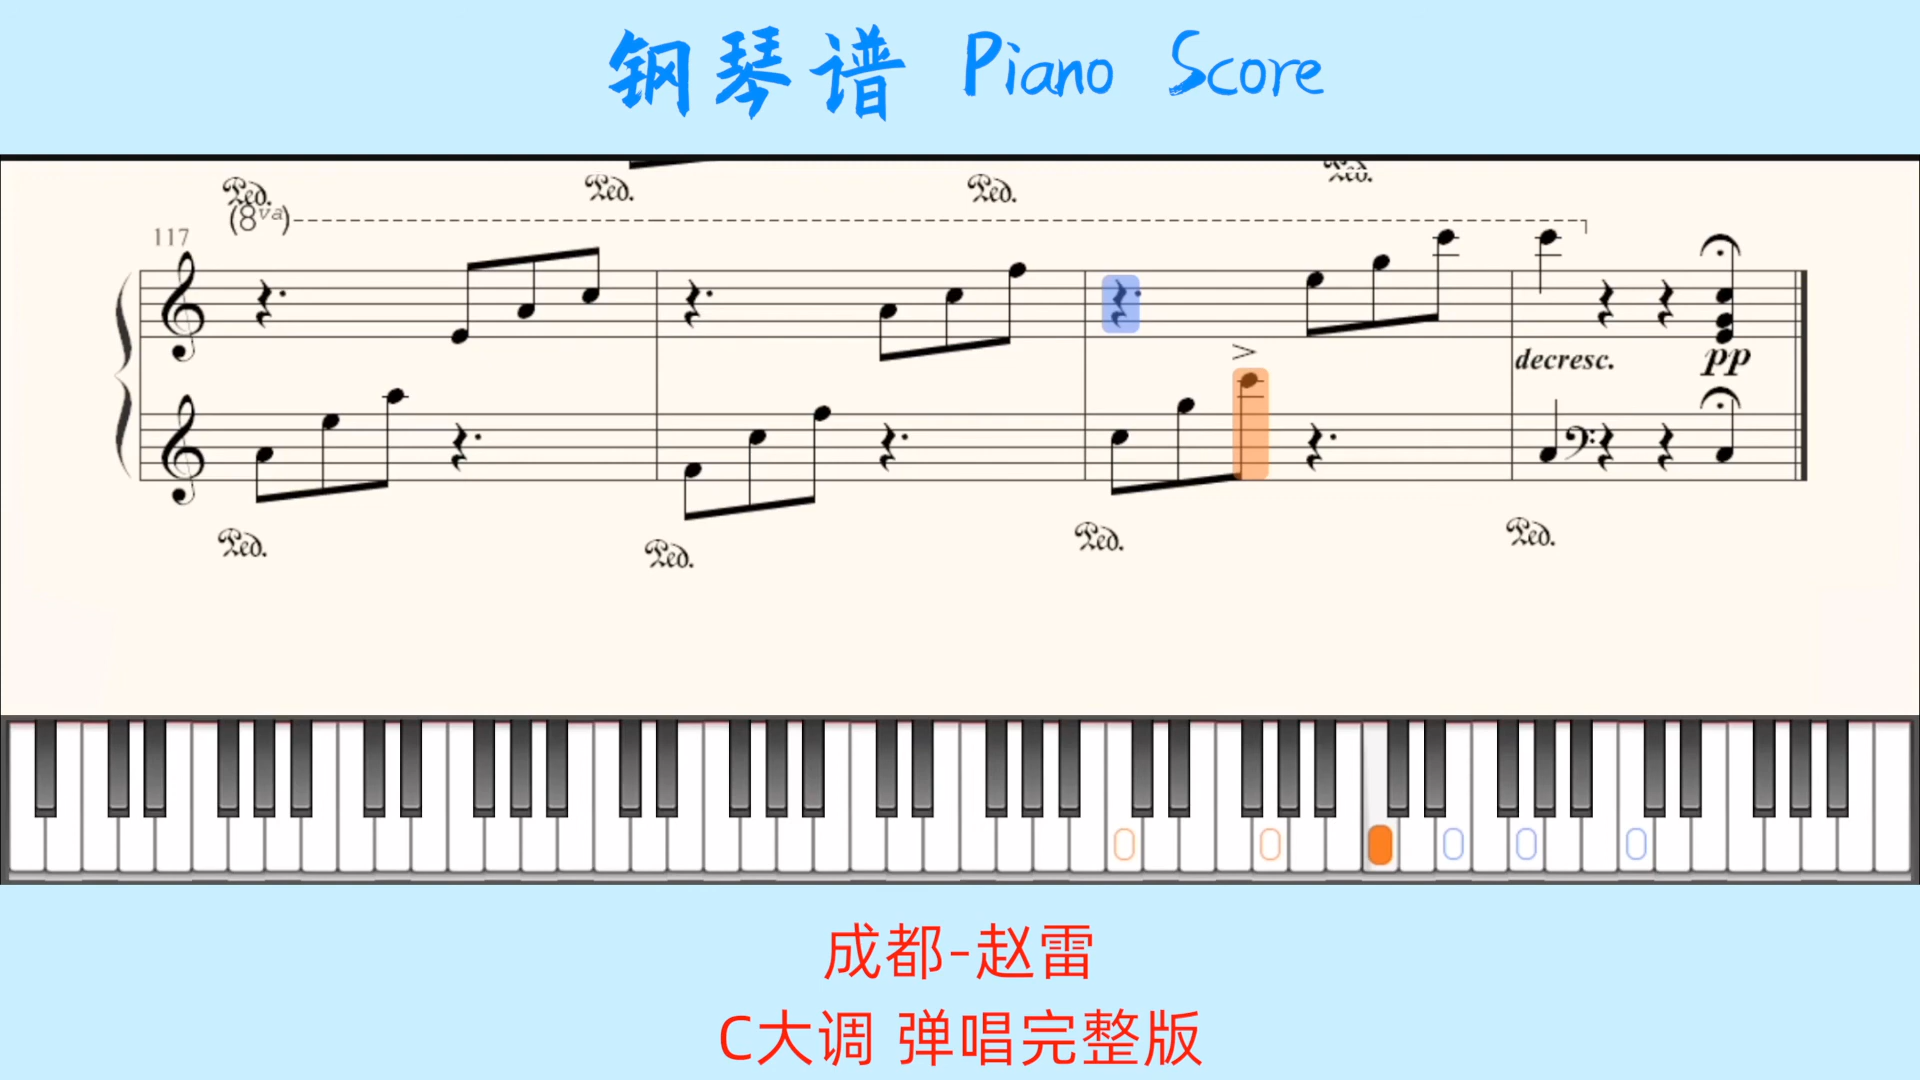 钢琴谱 Piano Score
Ped. Ped. Ped. Ped.
(8va)
117
decresc. pp
Ped. Ped. Ped. Ped.
成都-赵雷
C大调 弹唱完整版